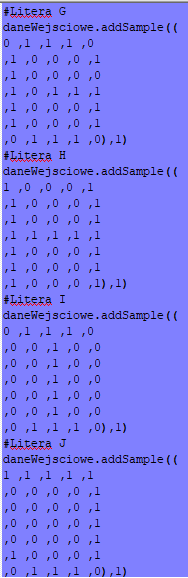 #Litera G
daneWejsciowe.addSample((
0 ,1 ,1 ,1 ,0
,1 ,0 ,0 ,0 ,1
,1 ,0 ,0 ,0 ,0
,1 ,0 ,1 ,1 ,1
,1 ,0 ,0 ,0 ,1
,1 ,0 ,0 ,0 ,1
,0 ,1 ,1 ,1 ,0),1)
#Litera H
daneWejsciowe.addSample((
1 ,0 ,0 ,0 ,1
,1 ,0 ,0 ,0 ,1
,1 ,0 ,0 ,0 ,1
,1 ,1 ,1 ,1 ,1
,1 ,0 ,0 ,0 ,1
,1 ,0 ,0 ,0 ,1
,1 ,0 ,0 ,0 ,1),1)
#Litera I
daneWejsciowe.addSample((
0 ,1 ,1 ,1 ,0
,0 ,0 ,1 ,0 ,0
,0 ,0 ,1 ,0 ,0
,0 ,0 ,1 ,0 ,0
,0 ,0 ,1 ,0 ,0
,0 ,0 ,1 ,0 ,0
,0 ,1 ,1 ,1 ,0),1)
#Litera J
daneWejsciowe.addSample((
1 ,1 ,1 ,1 ,1
,0 ,0 ,0 ,0 ,1
,0 ,0 ,0 ,0 ,1
,0 ,0 ,0 ,0 ,1
,0 ,0 ,0 ,0 ,1
,1 ,0 ,0 ,0 ,1
,0 ,1 ,1 ,1 ,0),1)